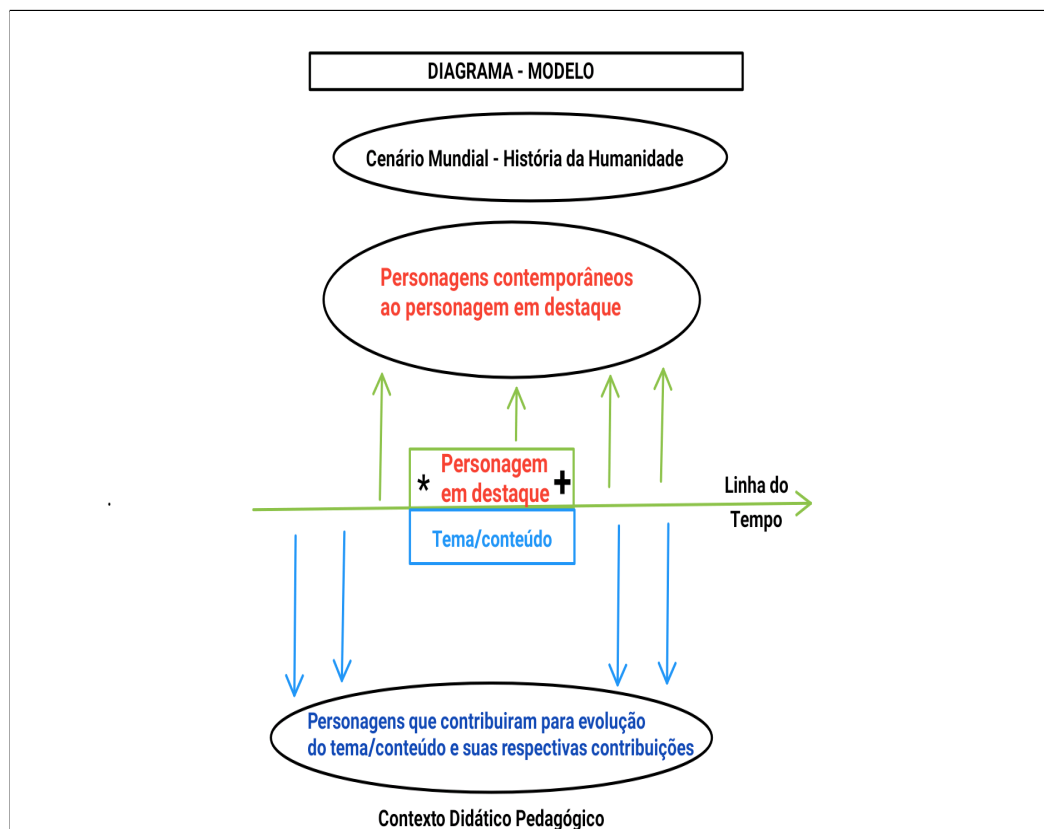 DIAGRAMA - MODELO
Cenário Mundial - História da Humanidade
Personagens contemporâneos
ao personagem em destaque
* Personagem +
em destaque
Linha do
Tempo
Tema/conteúdo
Personagens que contribuiram para evolução
do tema/conteúdo e suas respectivas contribuições
Contexto Didático Pedagógico